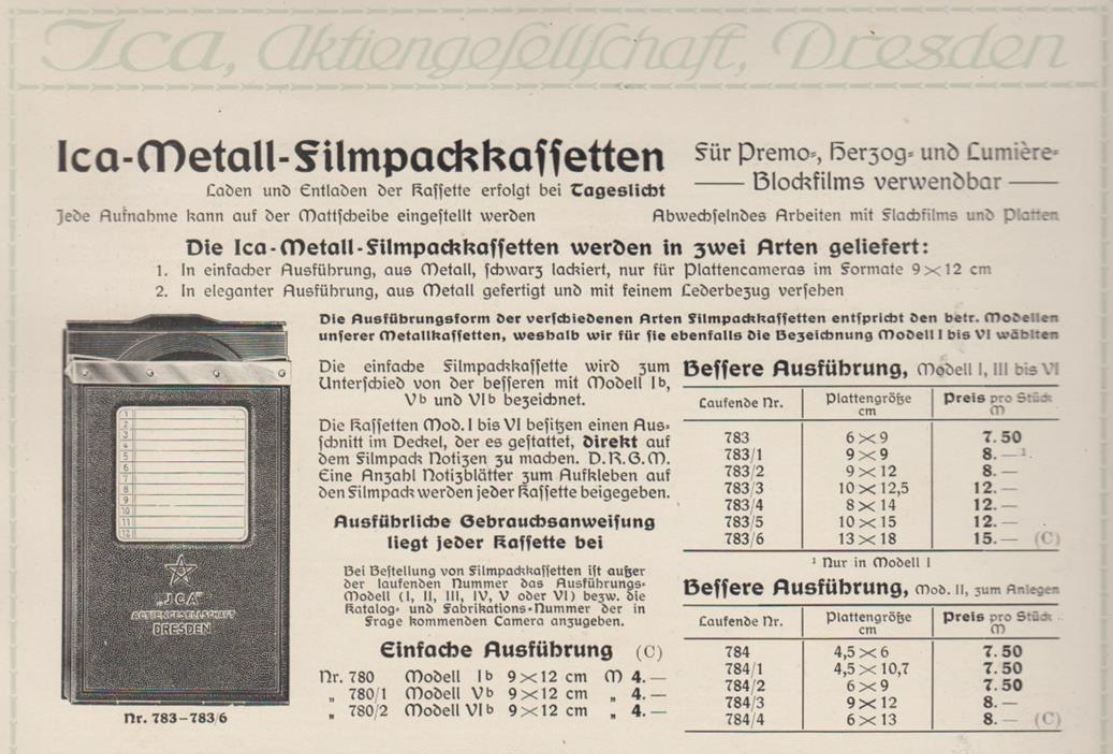 Ica, Aktiengeſellſchaft, Dresden
Ica-Metall-Filmpackkaſſetten
Für Premo-, Herzog- und Lumière-
Blockfilms verwendbar
Laden und Entladen der Kaſſette erfolgt bei Tageslicht
Jede Aufnahme kann auf der Mattſcheibe eingeſtellt werden
Abwechſelndes Arbeiten mit Flachfilms und Platten
Die Ica-Metall-Filmpackkaſſetten werden in zwei Arten geliefert:
1. In einfacher Ausführung, aus Metall, ſchwarz lackiert, nur für Plattencameras im Formate 9×12 cm
2. In eleganter Ausführung, aus Metall gefertigt und mit feinem Lederbezug verſehen
Die Ausführungsform der verſchiedenen Arten Filmpackkaſſetten entſpricht den betr. Modellen
unſerer Metallkaſſetten, weshalb wir für ſie ebenfalls die Bezeichnung Modell I bis VI wählten
1
2
3
4
5
6
7
8
9
10
11
12
"JCA"
AKTIENGESELLSCHAFT
DRESDEN
Nr. 783–783/6
Die einfache Filmpackkaſſette wird zum
Unterſchied von der beſſeren mit Modell Ib,
Vb und VIb bezeichnet.
Die Kaſſetten Mod. I bis VI beſitzen einen Aus-
ſchnitt im Deckel, der es geſtattet, direkt auf
dem Filmpack Notizen zu machen. D.R.G.M.
Eine Anzahl Notizblätter zum Aufkleben auf
den Filmpack werden jeder Kaſſette beigegeben.
Ausführliche Gebrauchsanweiſung
liegt jeder Kaſſette bei
Bei Beſtellung von Filmpackkaſſetten iſt außer
der laufenden Nummer das Ausführungs-
Modell (I, II, III, IV, V oder VI) bezw. die
Katalog- und Fabrikations-Nummer der in
Frage kommenden Camera anzugeben.
Einfache Ausführung (C)
Nr. 780 Modell Ib 9×12 cm M 4.—
„ 780/1 Modell Vb 9×12 cm „ 4.—
„ 780/2 Modell VIb 9×12 cm „ 4.—
Beſſere Ausführung, Modell I, III bis VI
Laufende Nr. Plattengröße cm Preis pro Stück M
783 6×9 7.50
783/1 9×9 8.—¹
783/2 9×12 8.—
783/3 10×12,5 12.—
783/4 8×14 12.—
783/5 10×15 12.—
783/6 13×18 15.— (C)
¹ Nur in Modell I
Beſſere Ausführung, Mod. II, zum Anlegen
Laufende Nr. Plattengröße cm Preis pro Stück M
784 4,5×6 7.50
784/1 4,5×10,7 7.50
784/2 6×9 7.50
784/3 9×12 8.—
784/4 6×13 8.— (C)